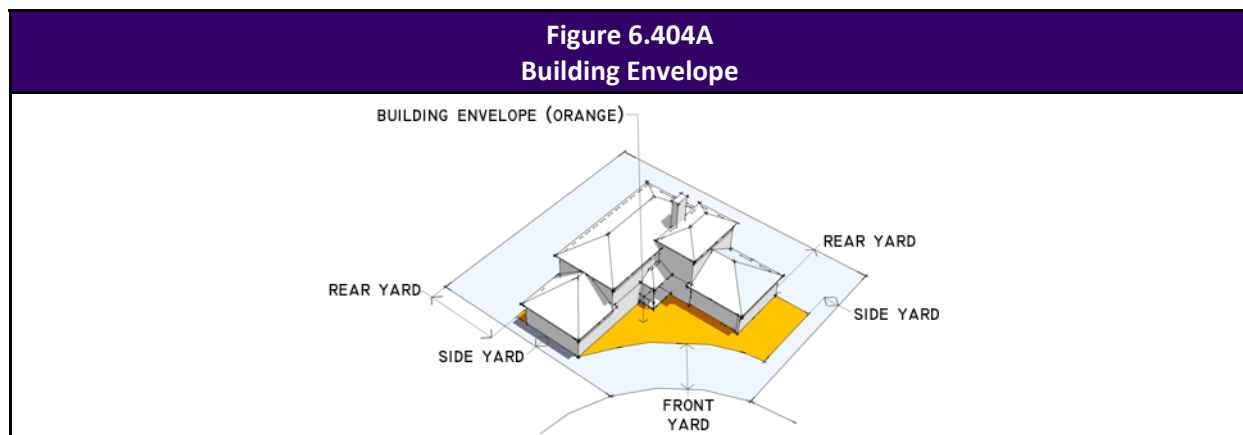 Figure 6.404A
Building Envelope
BUILDING ENVELOPE (ORANGE)
REAR YARD
REAR YARD
SIDE YARD
SIDE YARD
FRONT
YARD